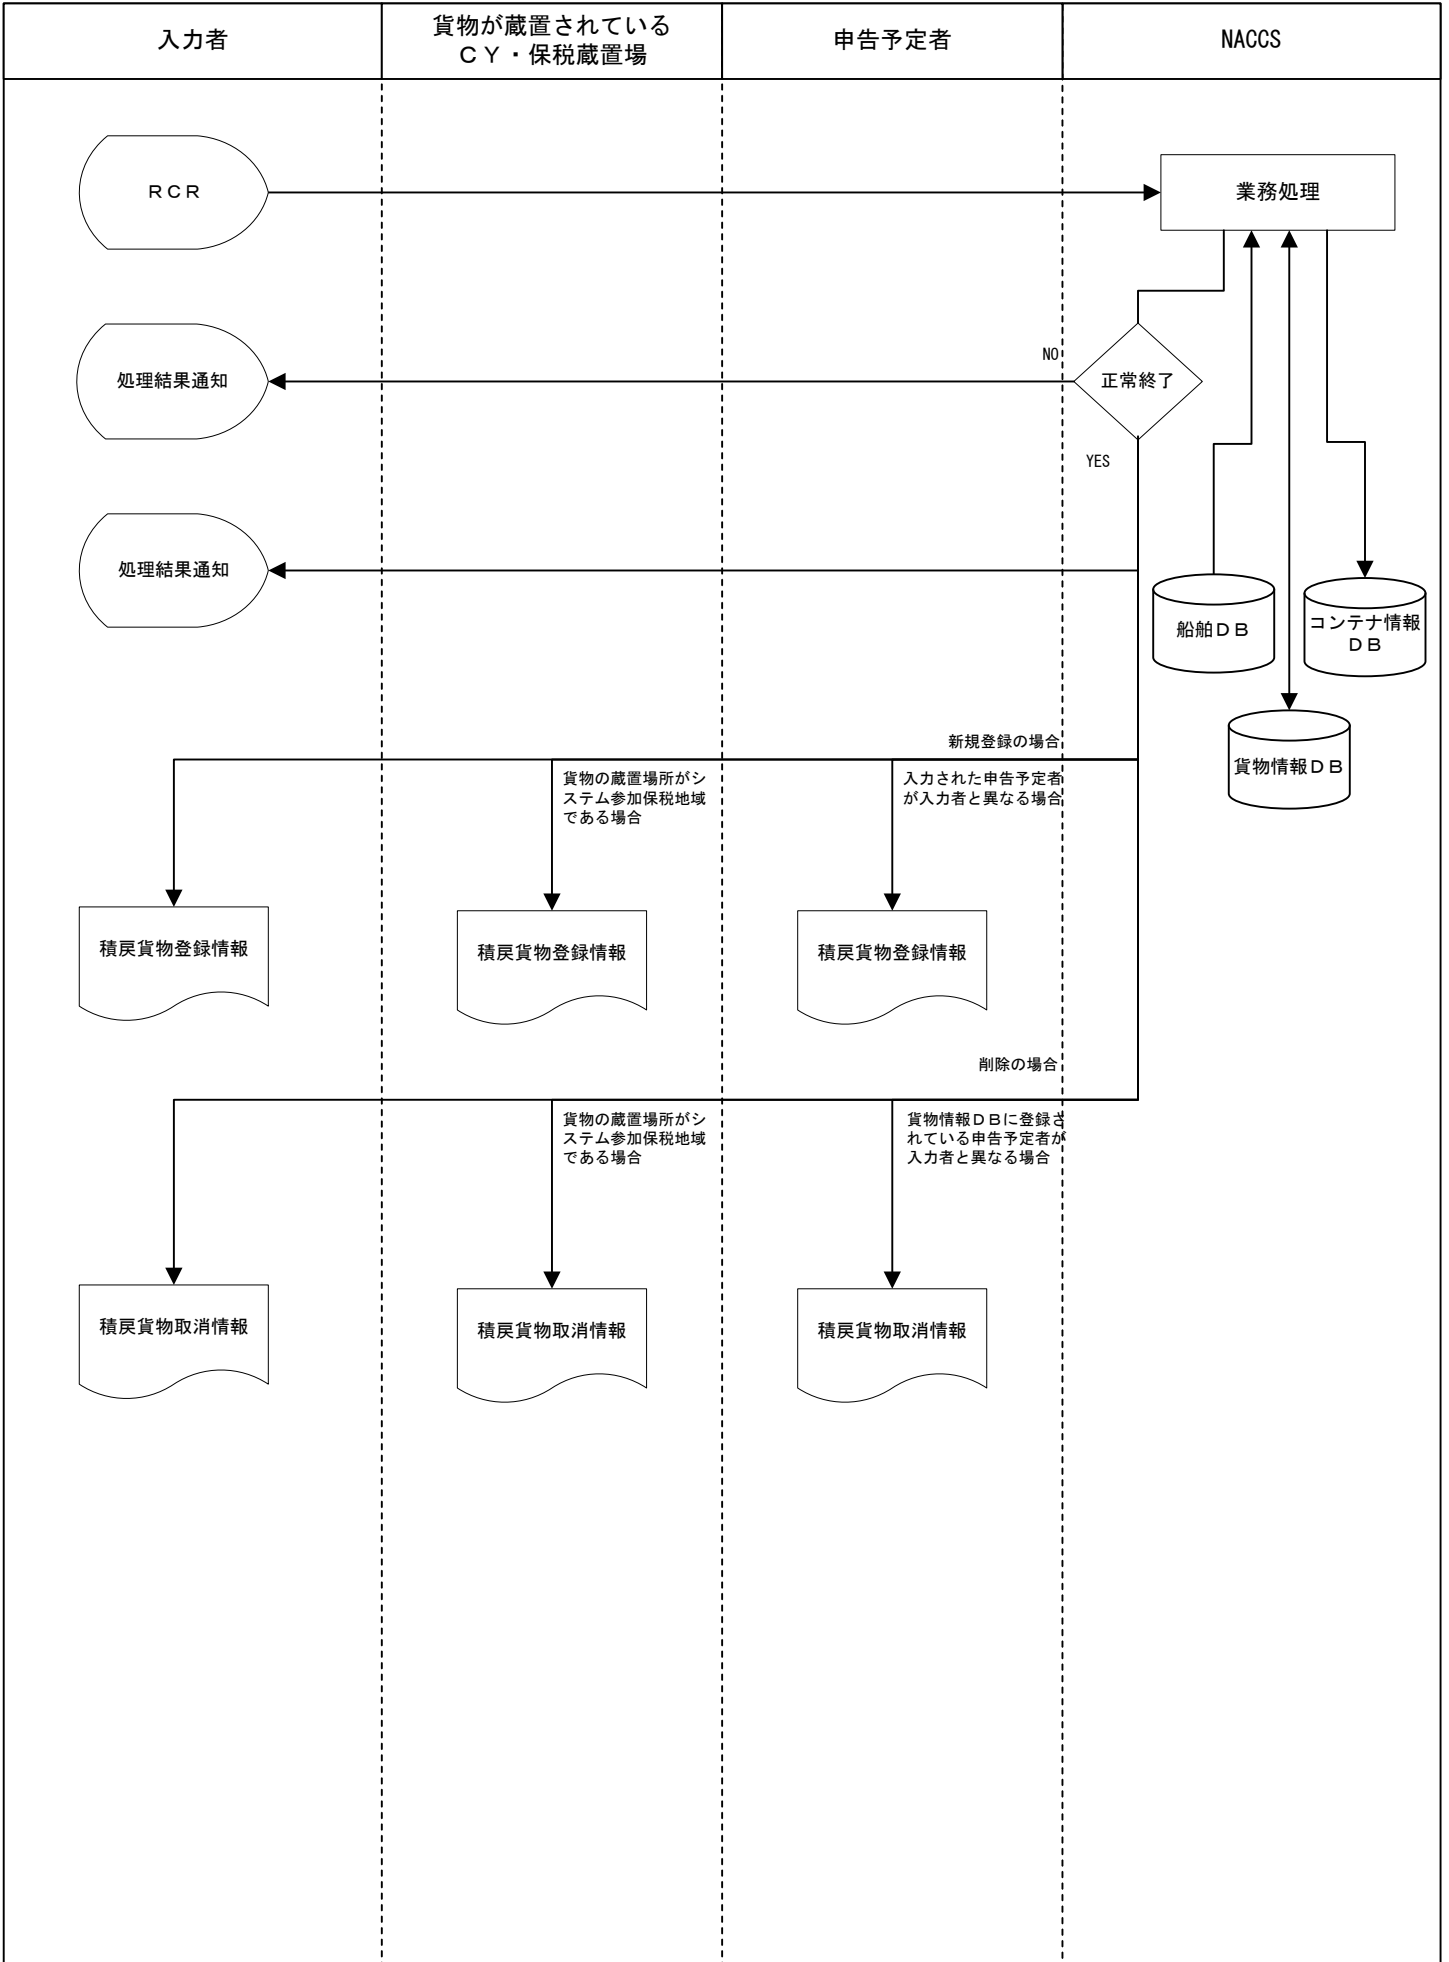 入力者
貨物が蔵置されている
ＣＹ・保税蔵置場
申告予定者
NACCS
ＲＣＲ
業務処理
処理結果通知
NO
正常終了
YES
処理結果通知
船舶ＤＢ
コンテナ情報
ＤＢ
貨物情報ＤＢ
新規登録の場合
貨物の蔵置場所がシ
ステム参加保税地域
である場合
入力された申告予定者
が入力者と異なる場合
積戻貨物登録情報
積戻貨物登録情報
積戻貨物登録情報
削除の場合
貨物の蔵置場所がシ
ステム参加保税地域
である場合
貨物情報ＤＢに登録さ
れている申告予定者が
入力者と異なる場合
積戻貨物取消情報
積戻貨物取消情報
積戻貨物取消情報